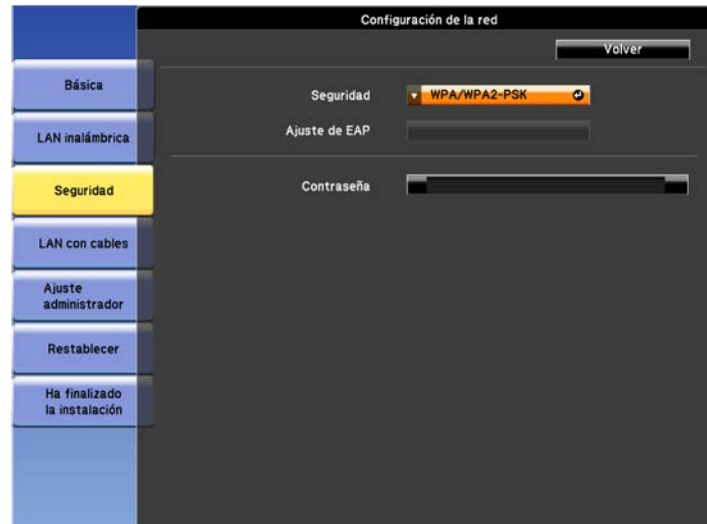 Configuración de la red
Volver
Básica
LAN inalámbrica
Seguridad
LAN con cables
Ajuste
administrador
Restablecer
Ha finalizado
la instalación
Seguridad
WPA/WPA2-PSK
Ajuste de EAP
Contraseña